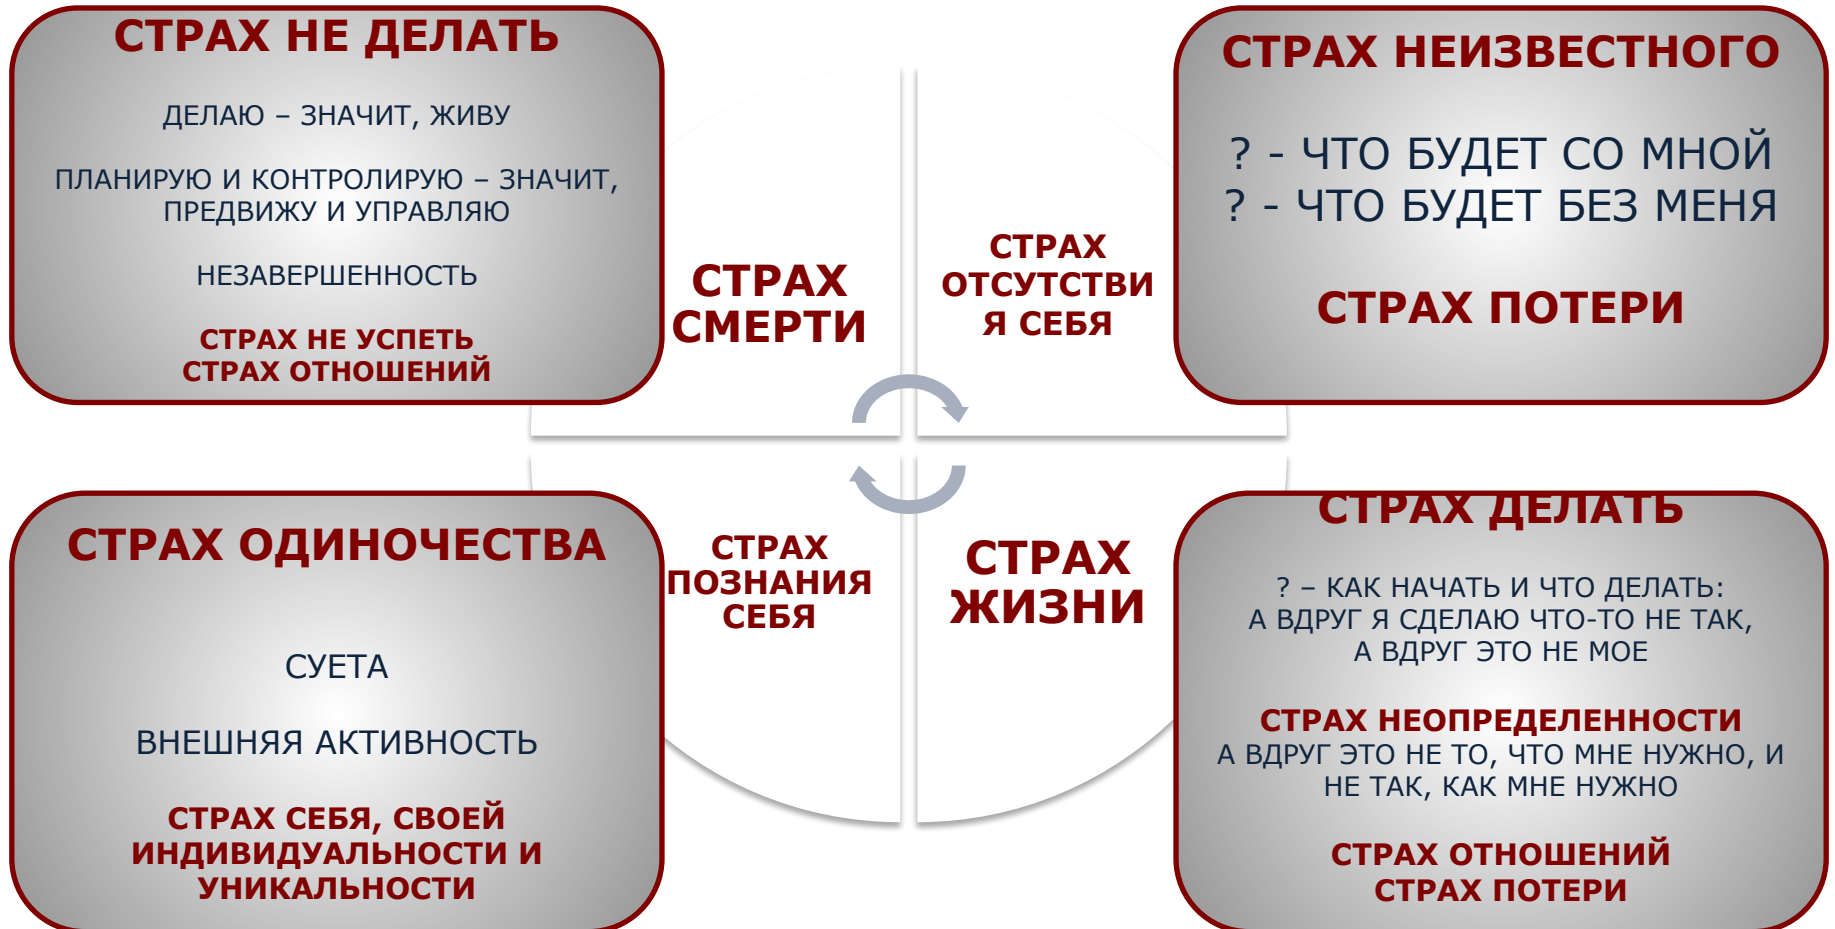 СТРАХ НЕ ДЕЛАТЬ
ДЕЛАЮ – ЗНАЧИТ, ЖИВУ
ПЛАНИРУЮ И КОНТРОЛИРУЮ – ЗНАЧИТ,
ПРЕДВИЖУ И УПРАВЛЯЮ
НЕЗАВЕРШЕННОСТЬ
СТРАХ НЕ УСПЕТЬ
СТРАХ ОТНОШЕНИЙ
СТРАХ
СМЕРТИ
СТРАХ
ОТСУТСТВИ
Я СЕБЯ
СТРАХ НЕИЗВЕСТНОГО
? - ЧТО БУДЕТ СО МНОЙ
? - ЧТО БУДЕТ БЕЗ МЕНЯ
СТРАХ ПОТЕРИ
СТРАХ ОДИНОЧЕСТВА
СУЕТА
ВНЕШНЯЯ АКТИВНОСТЬ
СТРАХ СЕБЯ, СВОЕЙ
ИНДИВИДУАЛЬНОСТИ И
УНИКАЛЬНОСТИ
СТРАХ
ПОЗНАНИЯ
СЕБЯ
СТРАХ
ЖИЗНИ
СТРАХ ДЕЛАТЬ
? – КАК НАЧАТЬ И ЧТО ДЕЛАТЬ:
А ВДРУГ Я СДЕЛАЮ ЧТО-ТО НЕ ТАК,
А ВДРУГ ЭТО НЕ МОЕ
СТРАХ НЕОПРЕДЕЛЕННОСТИ
А ВДРУГ ЭТО НЕ ТО, ЧТО МНЕ НУЖНО, И
НЕ ТАК, КАК МНЕ НУЖНО
СТРАХ ОТНОШЕНИЙ
СТРАХ ПОТЕРИ